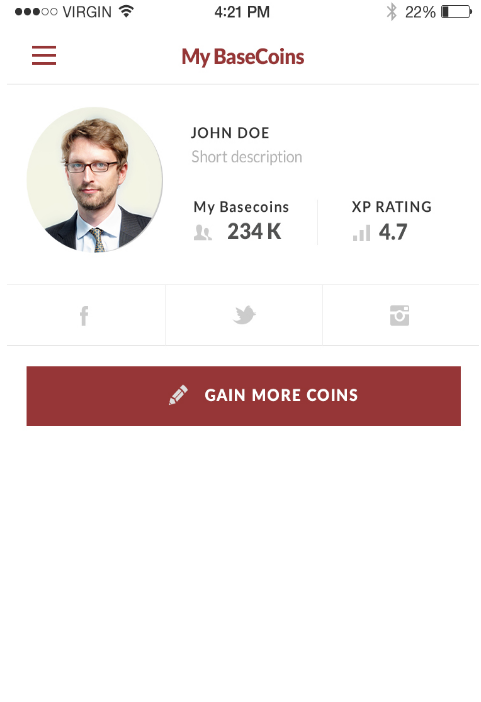 VIRGIN 4:21 PM 22%
My BaseCoins
JOHN DOE
Short description
My Basecoins XP RATING
234 K 4.7
GAIN MORE COINS